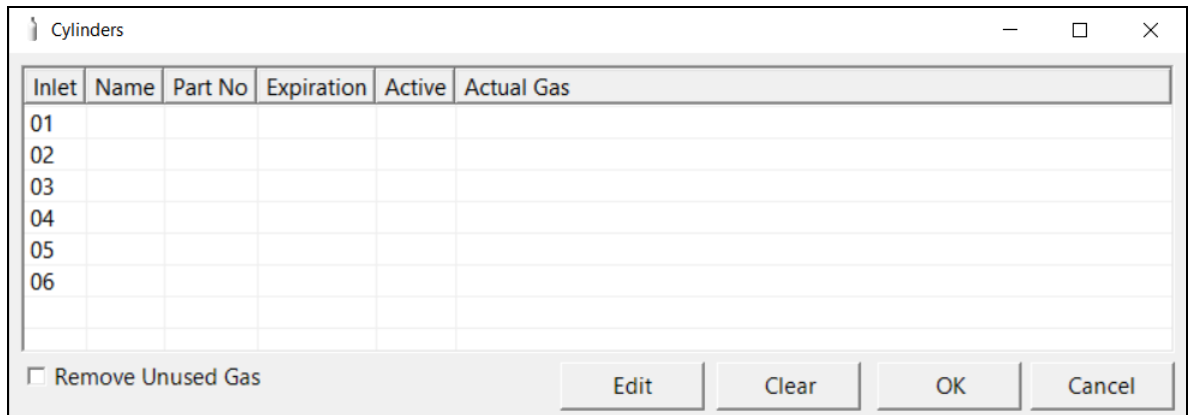 Cylinders
Inlet Name Part No Expiration Active Actual Gas
01
02
03
04
05
06
Remove Unused Gas Edit Clear OK Cancel